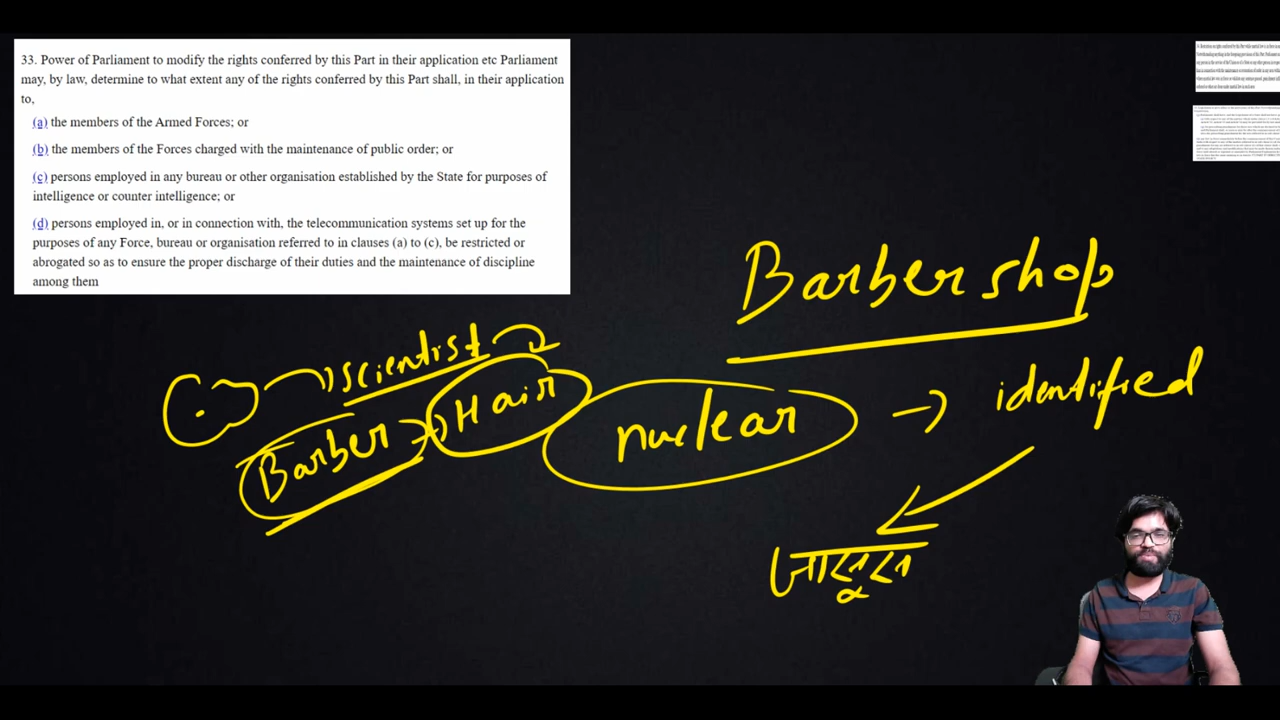 33. Power of Parliament to modify the rights conferred by this Part in their application etc Parliament
may, by law, determine to what extent any of the rights conferred by this Part shall, in their application
to,
(a) the members of the Armed Forces; or
(b) the members of the Forces charged with the maintenance of public order; or
(c) persons employed in any bureau or other organisation established by the State for purposes of
intelligence or counter intelligence; or
(d) persons employed in, or in connection with, the telecommunication systems set up for the
purposes of any Force, bureau or organisation referred to in clauses (a) to (c), be restricted or
abrogated so as to ensure the proper discharge of their duties and the maintenance of discipline
among them
Barber shop
scientist
Barber → Hair
nuclear → identified
जासूस